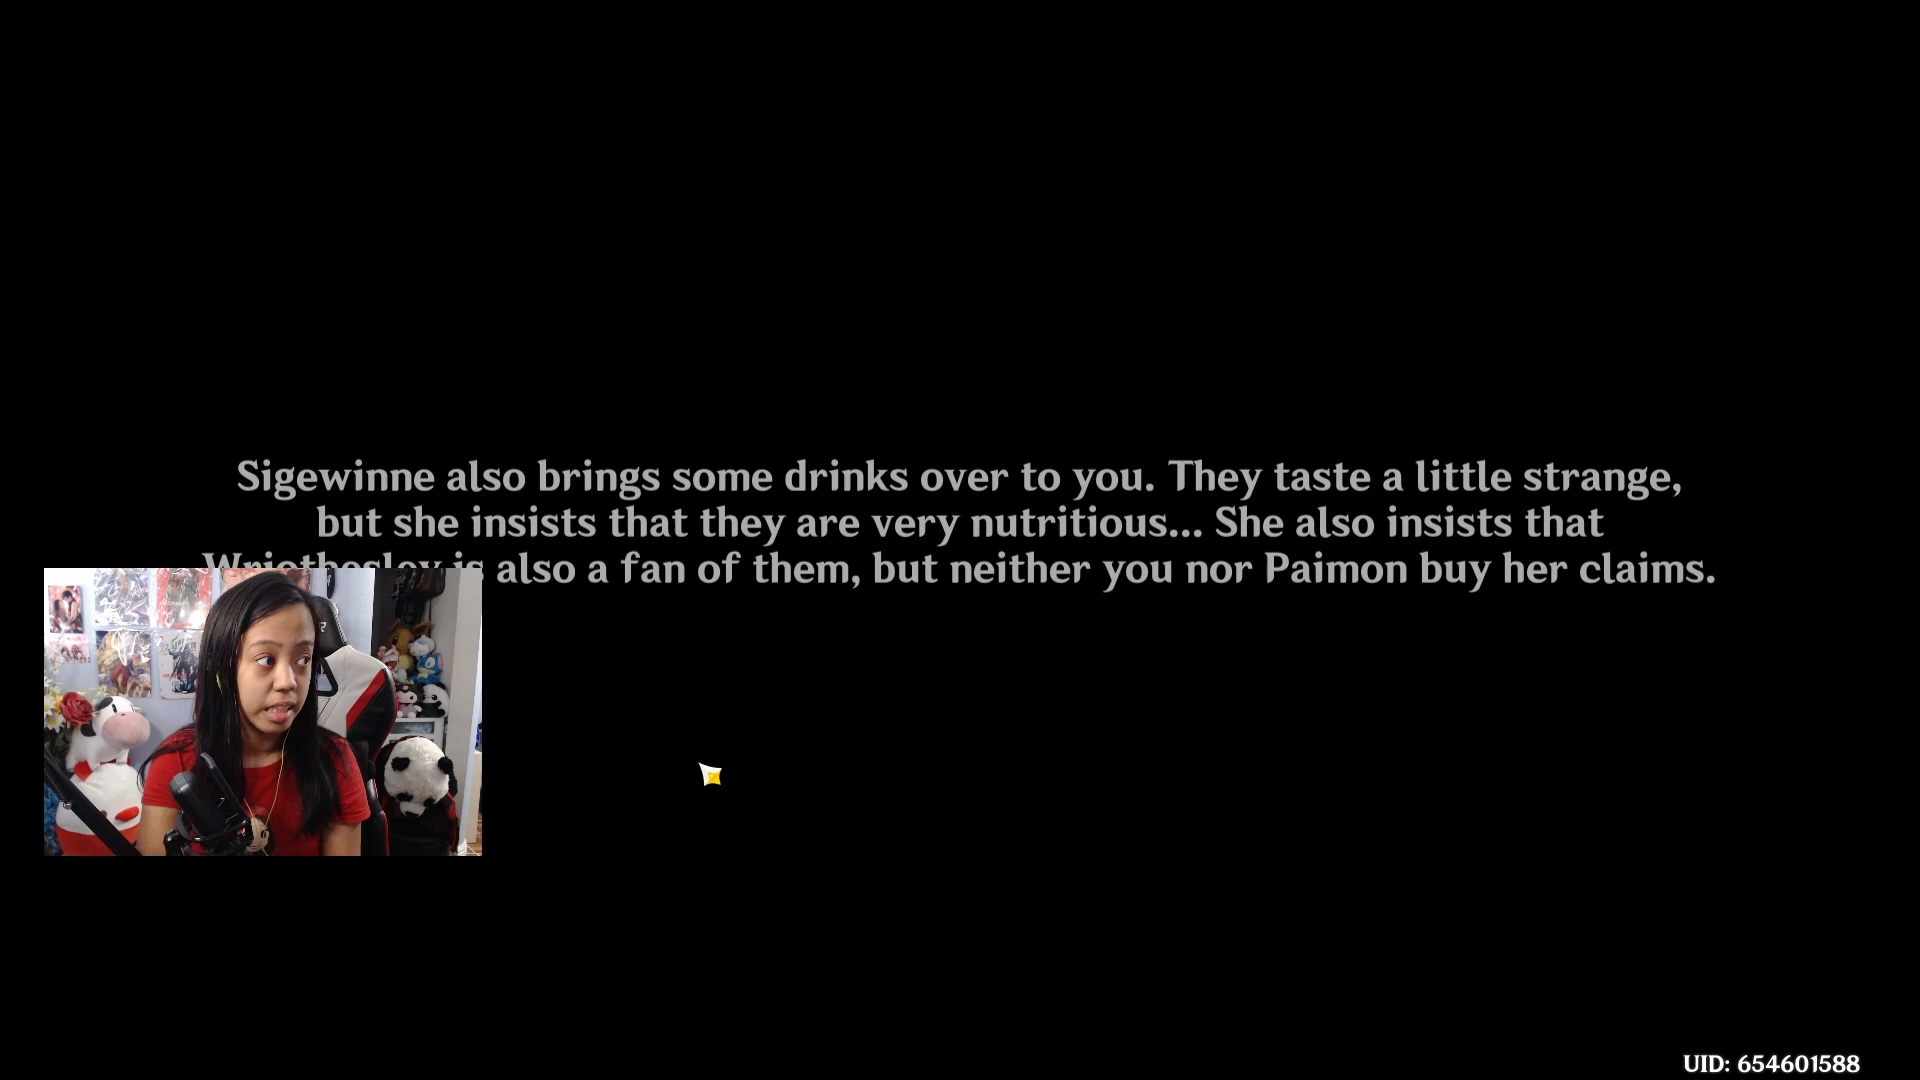 Sigewinne also brings some drinks over to you. They taste a little strange,
but she insists that they are very nutritious... She also insists that
Wriothesley is also a fan of them, but neither you nor Paimon buy her claims.
UID: 654601588